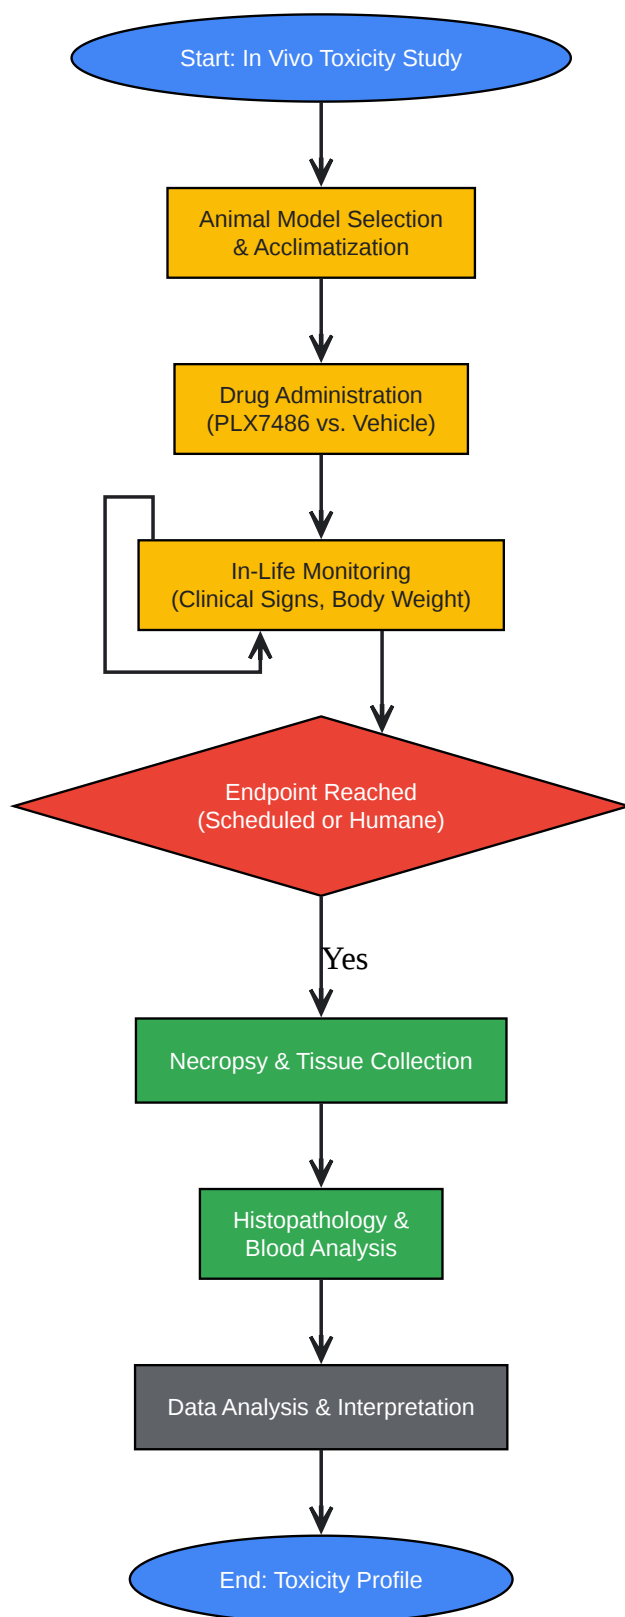 Start: In Vivo Toxicity Study
Animal Model Selection
& Acclimatization
Drug Administration
(PLX7486 vs. Vehicle)
In-Life Monitoring
(Clinical Signs, Body Weight)
Endpoint Reached
(Scheduled or Humane)
Yes
Necropsy & Tissue Collection
Histopathology &
Blood Analysis
Data Analysis & Interpretation
End: Toxicity Profile